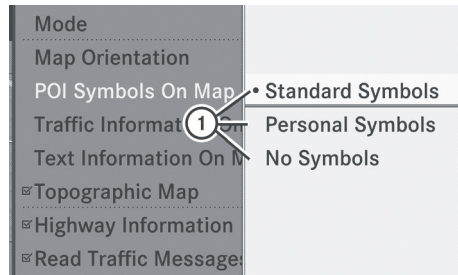 Mode
Map Orientation
POI Symbols On Map
Traffic Informat
Text Information On M
Topographic Map
Highway Information
Read Traffic Message
1
• Standard Symbols
Personal Symbols
No Symbols